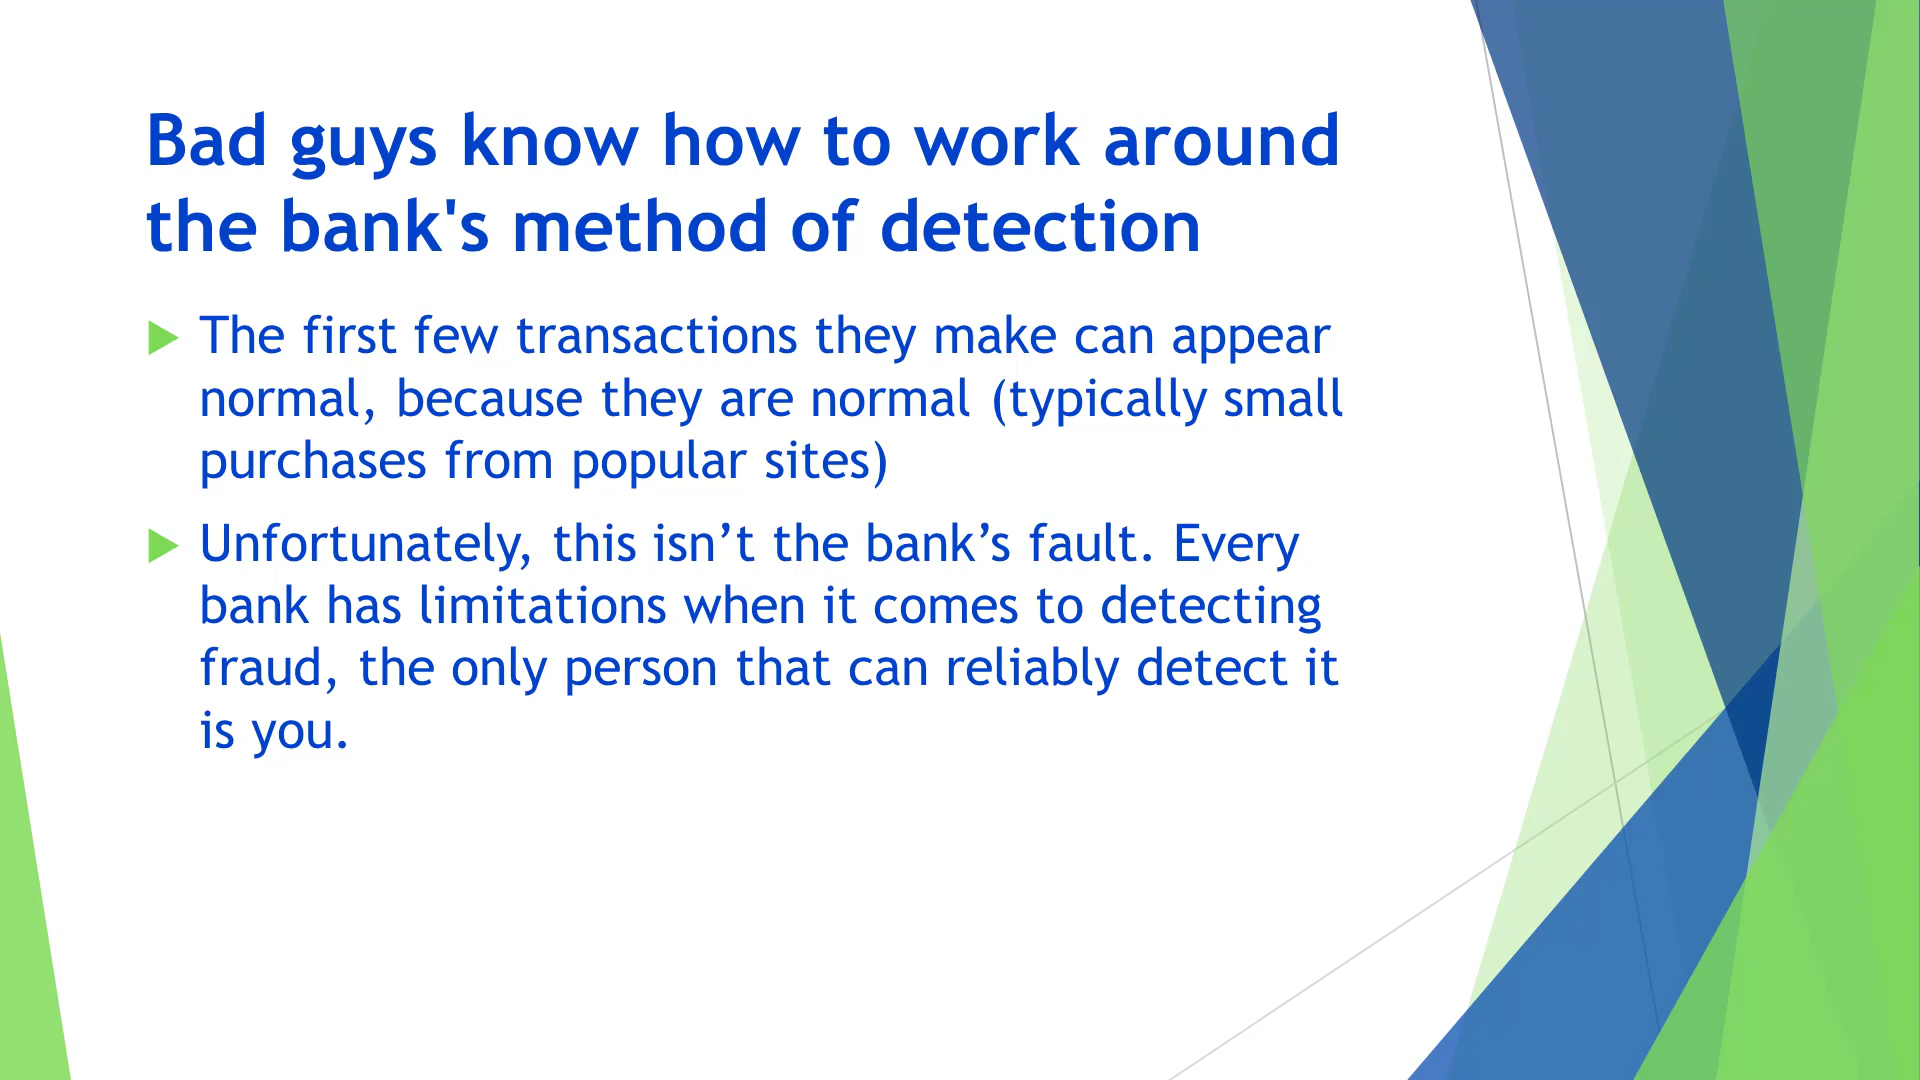 Bad guys know how to work around
the bank's method of detection
The first few transactions they make can appear
normal, because they are normal (typically small
purchases from popular sites)
Unfortunately, this isn’t the bank’s fault. Every
bank has limitations when it comes to detecting
fraud, the only person that can reliably detect it
is you.